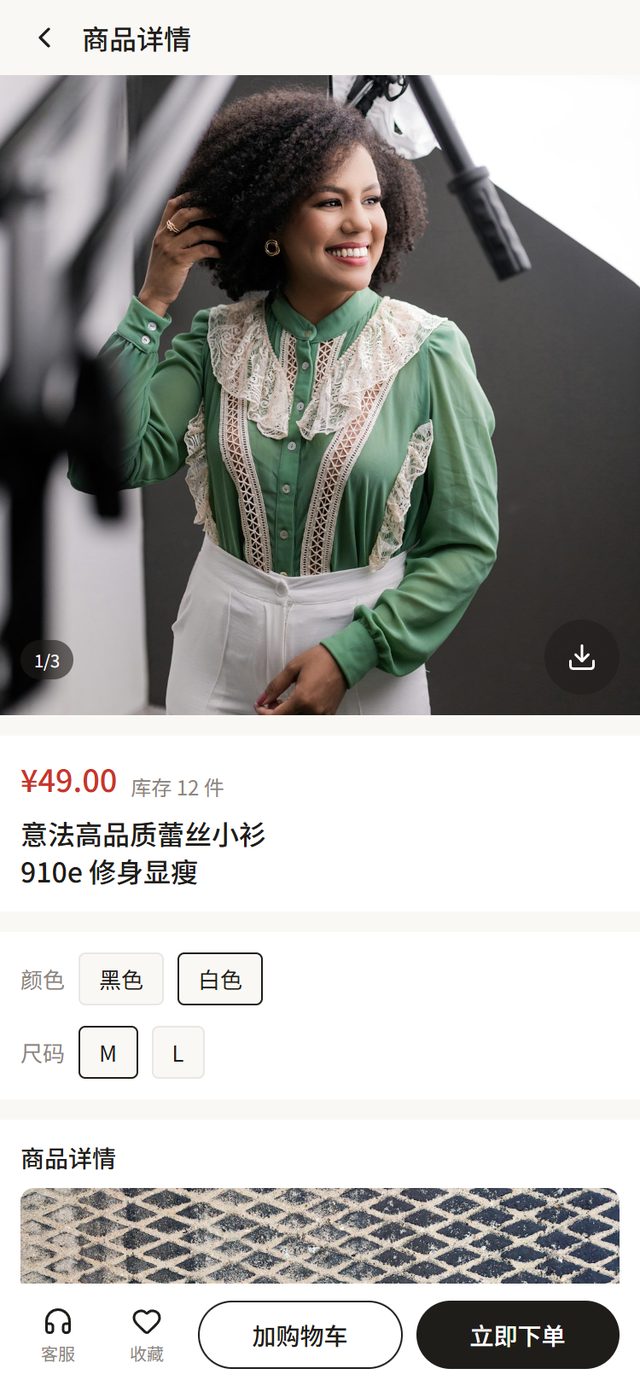 商品详情
1/3
¥49.00 库存 12 件
意法高品质蕾丝小衫
910e 修身显瘦
颜色 黑色 白色
尺码 M L
商品详情
客服 收藏 加购物车 立即下单